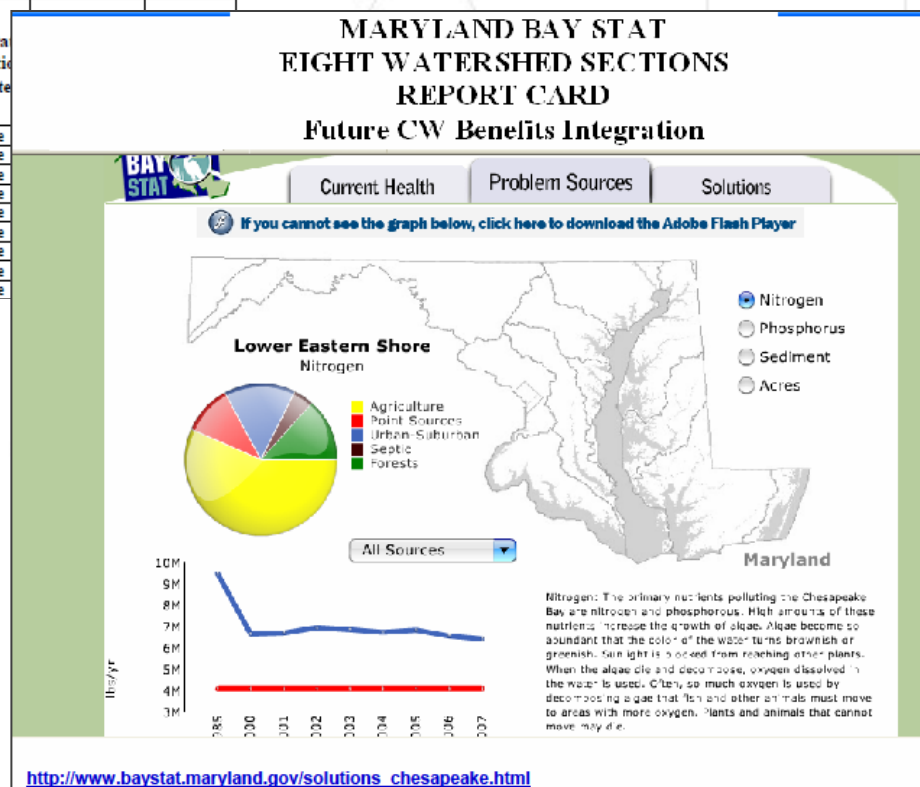 MARYLAND BAY STAT
EIGHT WATERSHED SECTIONS
REPORT CARD
Future CW Benefits Integration
BAY
STAT
Current Health
Problem Sources
Solutions
If you cannot see the graph below, click here to download the Adobe Flash Player
Nitrogen
Phosphorus
Sediment
Acres
Lower Eastern Shore
Nitrogen
Agriculture
Point Sources
Urban-Suburban
Septic
Forests
All Sources
Maryland
10M
9M
8M
7M
6M
5M
4M
3M
lbs/yr
Nitrogen: The primary nutrients polluting the Chesapeake
Bay are nitrogen and phosphorous. High amounts of these
nutrients increase the growth of algae. Algae become so
abundant that the color of the water turns brownish or
greenish. Sunlight is blocked from reaching other plants.
When the algae die and decompose, oxygen dissolved in
the water is used. Often, so much oxygen is used by
decomposing algae that fish and other animals must move
to areas with more oxygen. Plants and animals that cannot
move may die.
http://www.baystat.maryland.gov/solutions_chesapeake.html